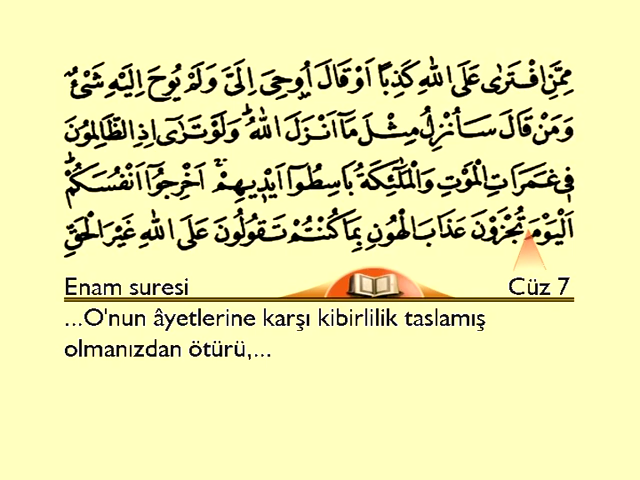 مِمَّنِ افْتَرٰى عَلَى اللّٰهِ كَذِبًا اَوْ قَالَ اُو۫حِيَ اِلَيَّ وَلَمْ يُوحَ اِلَيْهِ شَيْءٌ
وَمَنْ قَالَ سَاُنْزِلُ مِثْلَ مَٓا اَنْزَلَ اللّٰهُۜ وَلَوْ تَرٰٓى اِذِ الظَّالِمُونَ
ف۪ي غَمَرَاتِ الْمَوْتِ وَالْمَلٰٓئِكَةُ بَاسِطُٓوا اَيْد۪يهِمْۚ اَخْرِجُٓوا اَنْفُسَكُمْۜ
اَلْيَوْمَ تُجْزَوْنَ عَذَابَ الْهُونِ بِمَا كُنْتُمْ تَقُولُونَ عَلَى اللّٰهِ غَيْرَ الْحَقِّ
Enam suresi Cüz 7
...O'nun âyetlerine karşı kibirlilik taslamış
olmanızdan ötürü,...